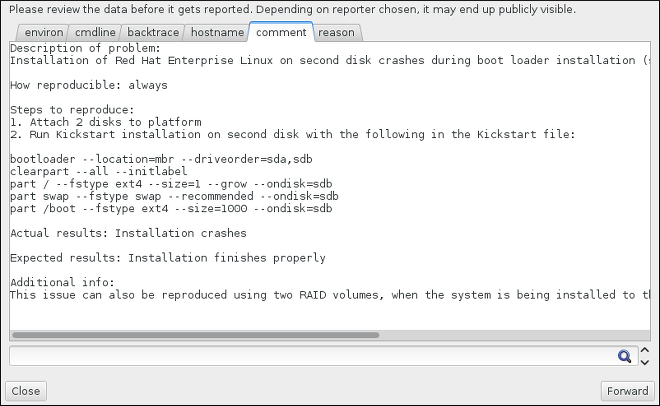 Please review the data before it gets reported. Depending on reporter chosen, it may end up publicly visible.
environ cmdline backtrace hostname comment reason
Description of problem:
Installation of Red Hat Enterprise Linux on second disk crashes during boot loader installation (
How reproducible: always
Steps to reproduce:
1. Attach 2 disks to platform
2. Run Kickstart installation on second disk with the following in the Kickstart file:
bootloader --location=mbr --driveorder=sda,sdb
clearpart --all --initlabel
part / --fstype ext4 --size=1 --grow --ondisk=sdb
part swap --fstype swap --recommended --ondisk=sdb
part /boot --fstype ext4 --size=1000 --ondisk=sdb
Actual results: Installation crashes
Expected results: Installation finishes properly
Additional info:
This issue can also be reproduced using two RAID volumes, when the system is being installed to
Close Forward